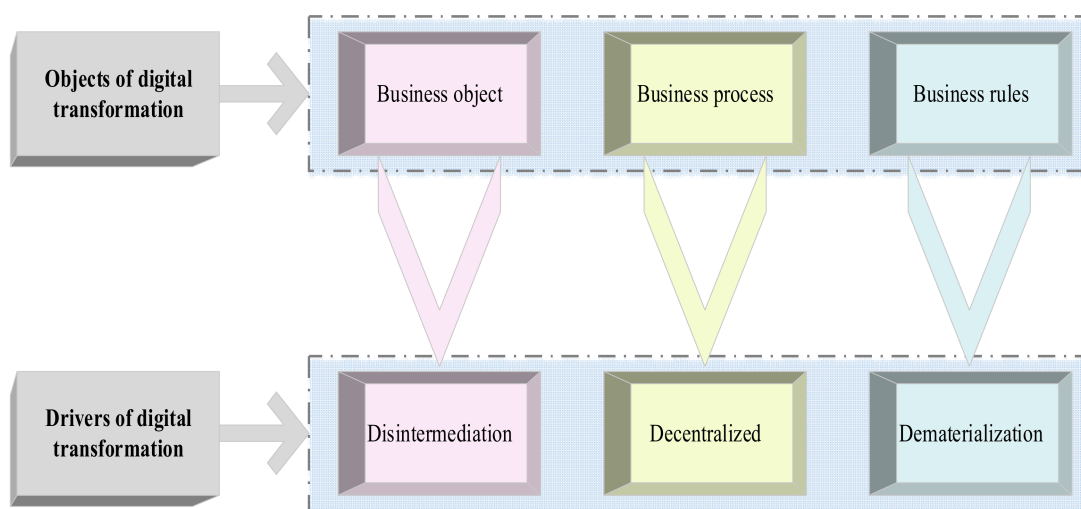 Objects of digital
transformation
Business object
Business process
Business rules
Drivers of digital
transformation
Disintermediation
Decentralized
Dematerialization